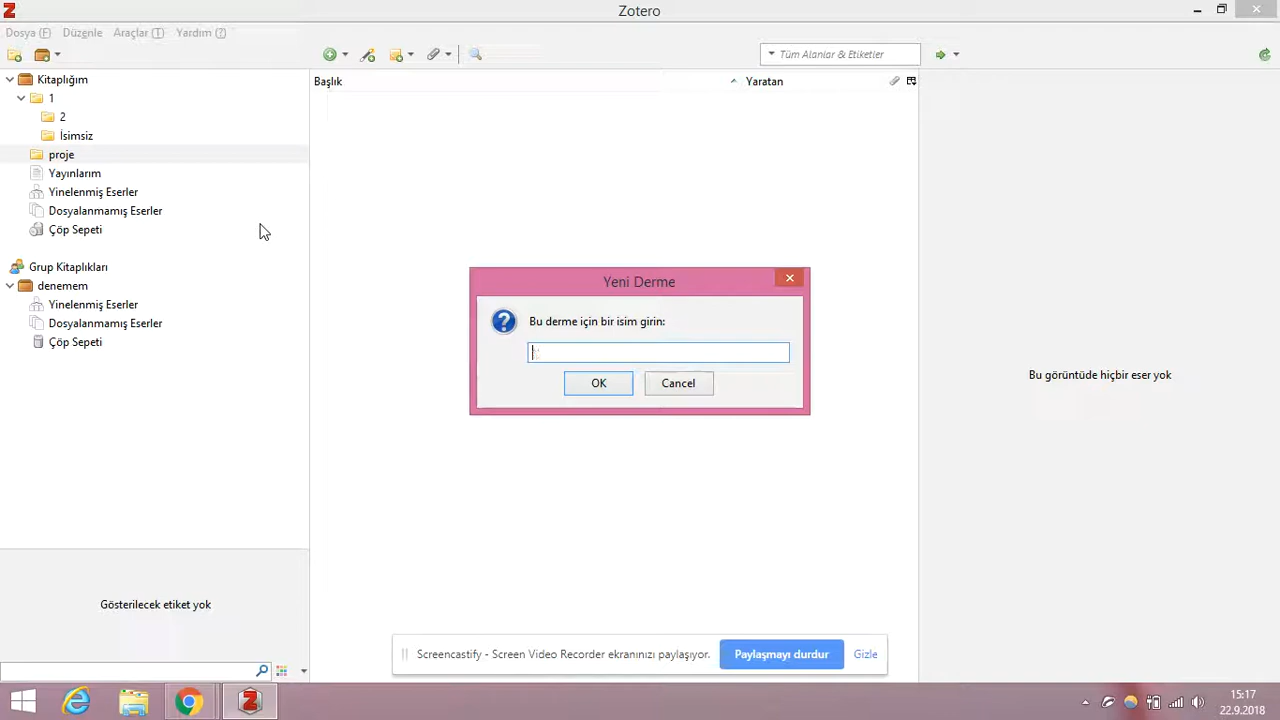 Zotero
Dosya (F) Düzenle Araçlar (T) Yardım (?)
Tüm Alanlar & Etiketler
Kitaplığım
1
2
İsimsiz
proje
Yayınlarım
Yinelenmiş Eserler
Dosyalanmamış Eserler
Çöp Sepeti
Grup Kitaplıkları
denemem
Yinelenmiş Eserler
Dosyalanmamış Eserler
Çöp Sepeti
Gösterilecek etiket yok
Başlık Yaratan
Yeni Derme
Bu derme için bir isim girin:
OK Cancel
Bu görüntüde hiçbir eser yok
Screencastify - Screen Video Recorder ekranınızı paylaşıyor. Paylaşmayı durdur Gizle
15:17
22.9.2018